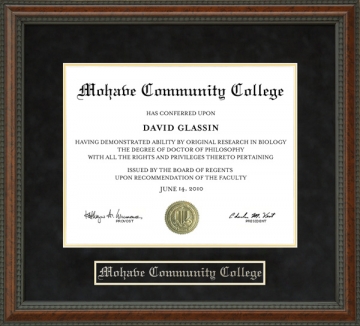 Mohave Community College
HAS CONFERRED UPON
DAVID GLASSIN
HAVING DEMONSTRATED ABILITY BY ORIGINAL RESEARCH IN BIOLOGY
THE DEGREE OF DOCTOR OF PHILOSOPHY
WITH ALL THE RIGHTS AND PRIVILEGES THERETO PERTAINING
ISSUED BY THE BOARD OF REGENTS
UPON RECOMMENDATION OF THE FACULTY
JUNE 14, 2010
PROVOST
PRESIDENT
Mohave Community College